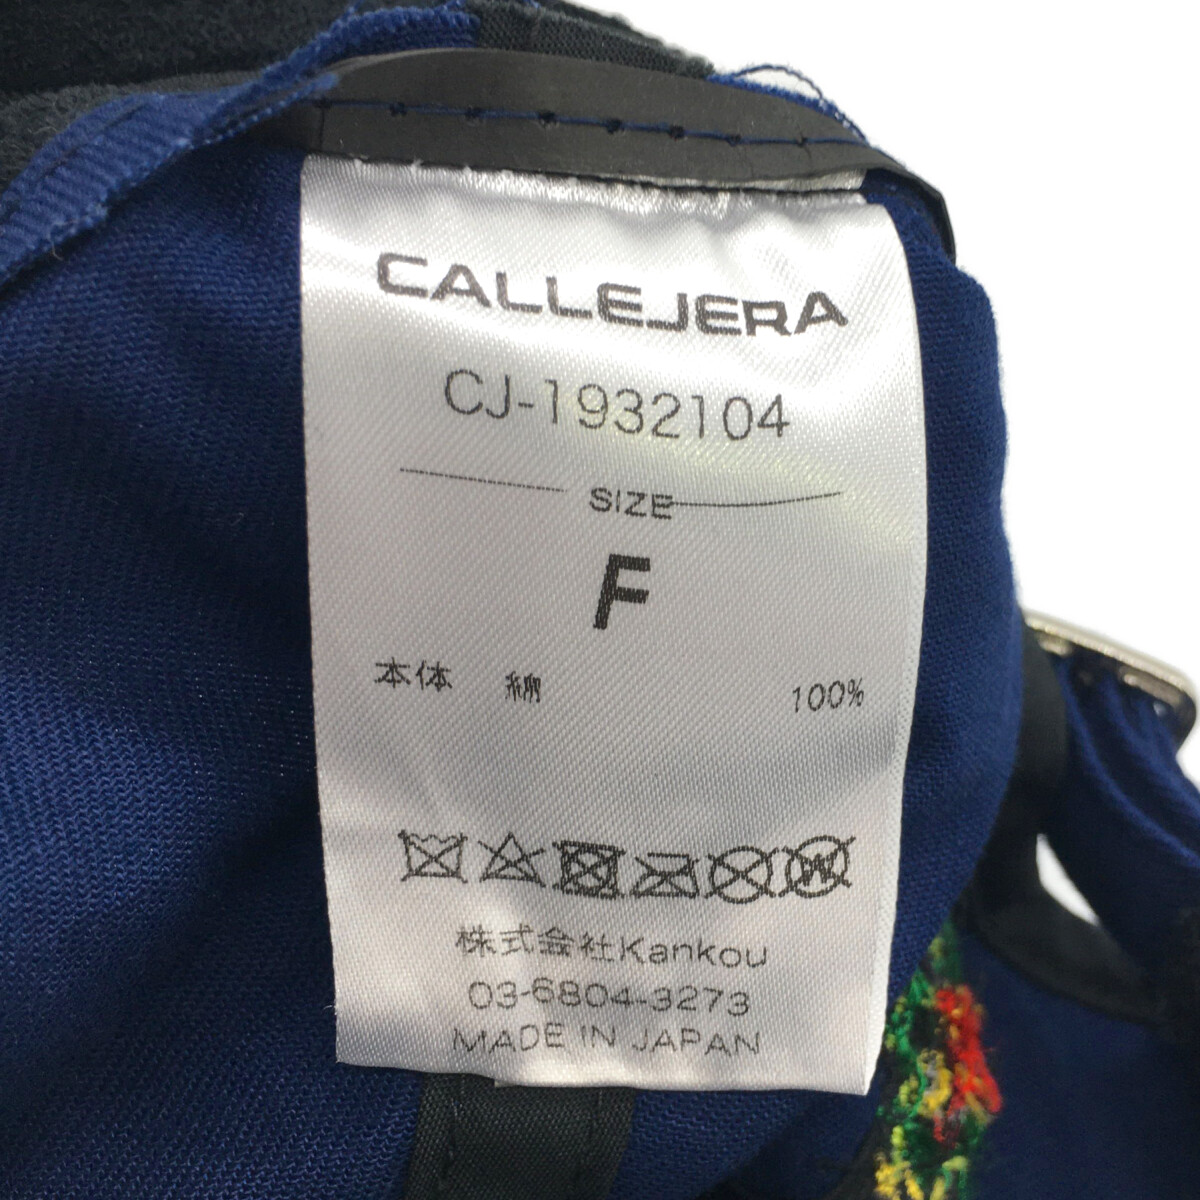 CALLEJERA
CJ-1932104
SIZE
F
本体 綿 100%
W
株式会社Kankou
03-6804-3273
MADE IN JAPAN